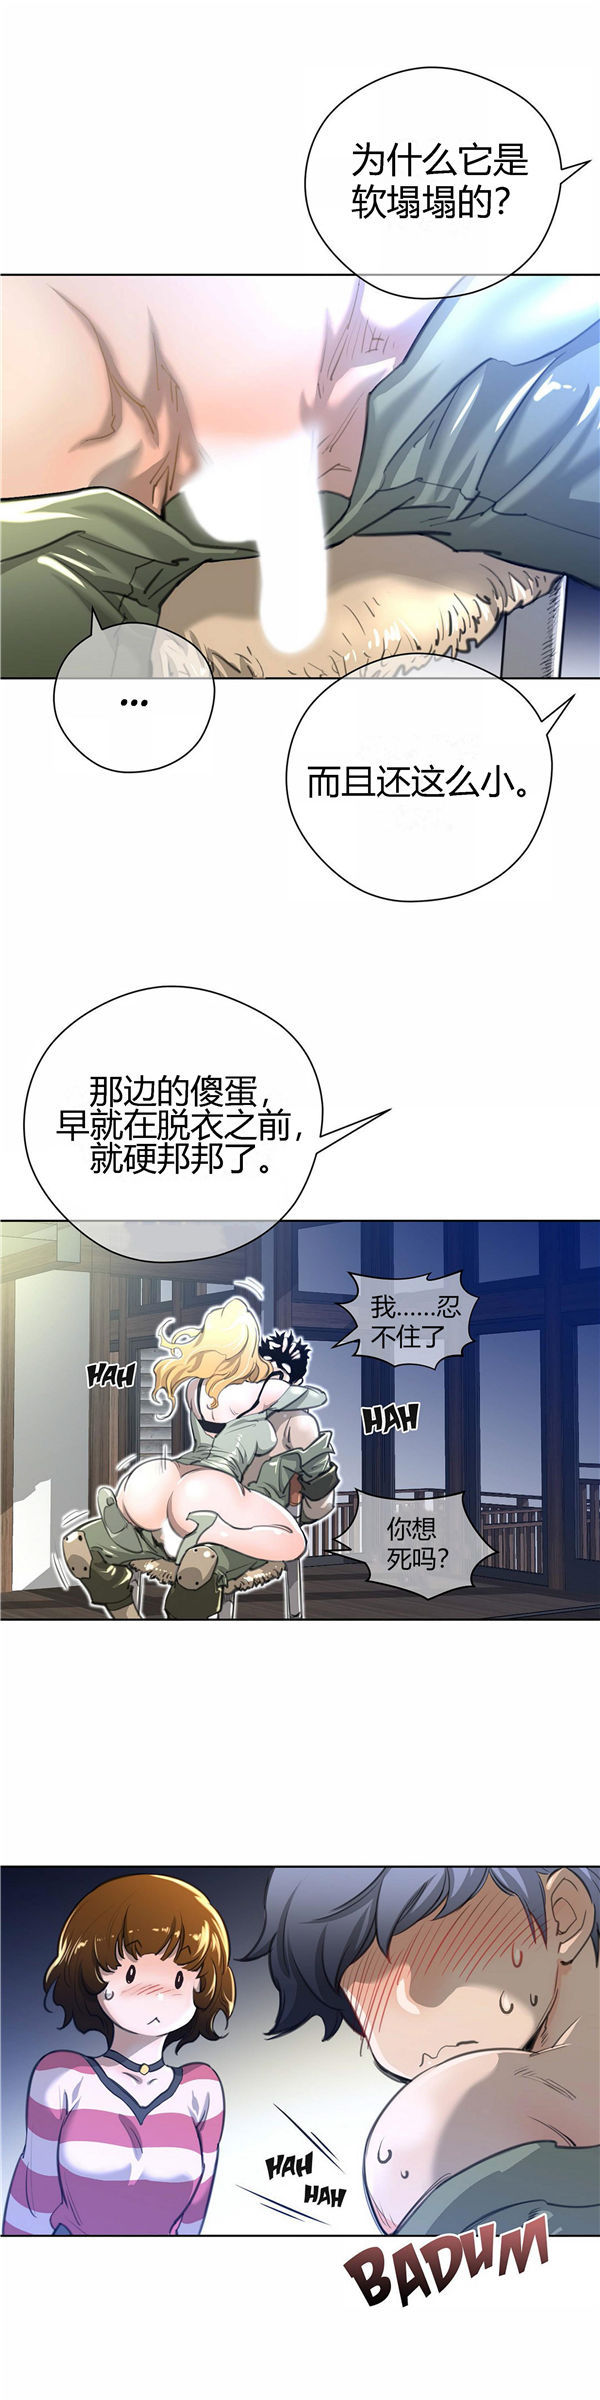 为什么它是
软塌塌的？
...
而且还这么小。
那边的傻蛋，
早就在脱衣之前，
就硬邦邦了。
我……忍
不住了
HAH
HAH
你想
死吗？
HAH
HAH
BADUM